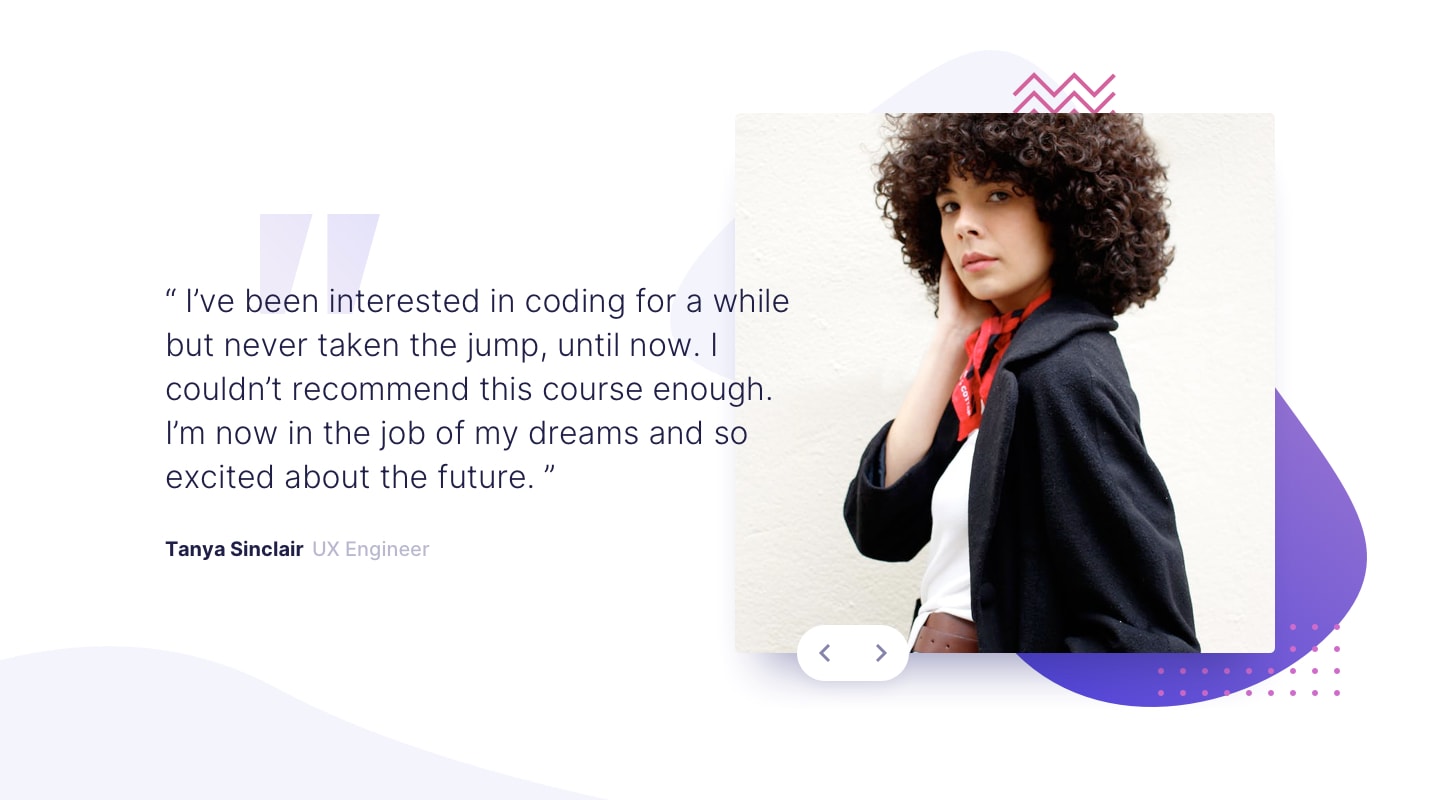 “ I’ve been interested in coding for a while
but never taken the jump, until now. I
couldn’t recommend this course enough.
I’m now in the job of my dreams and so
excited about the future. ”
Tanya Sinclair UX Engineer